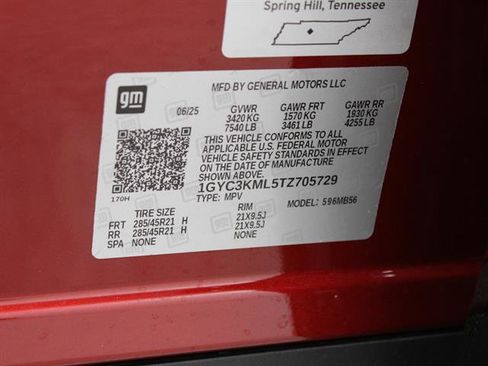 Spring Hill, Tennessee
gm
MFD BY GENERAL MOTORS LLC
06/25 GVWR GAWR FRT GAWR RR
3420 KG 1570 KG 1930 KG
7540 LB 3461 LB 4255 LB
THIS VEHICLE CONFORMS TO ALL
APPLICABLE U.S. FEDERAL MOTOR
VEHICLE SAFETY STANDARDS IN EFFECT
ON THE DATE OF MANUFACTURE
SHOWN ABOVE.
1GYC3KML5TZ705729
170H TYPE: MPV
TIRE SIZE RIM MODEL: 596MB56
FRT 285/45R21 H 21X9.5J
RR 285/45R21 H 21X9.5J
SPA NONE NONE